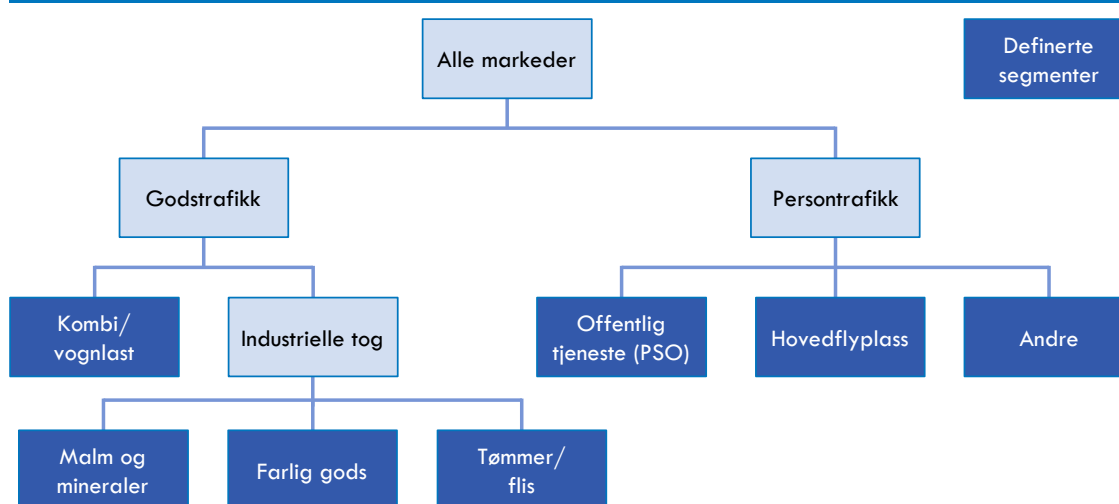 Alle markeder
Definerte
segmenter
Godstrafikk
Persontrafikk
Kombi/
vognlast
Industrielle tog
Offentlig
tjeneste (PSO)
Hovedflyplass
Andre
Malm og
mineraler
Farlig gods
Tømmer/
flis